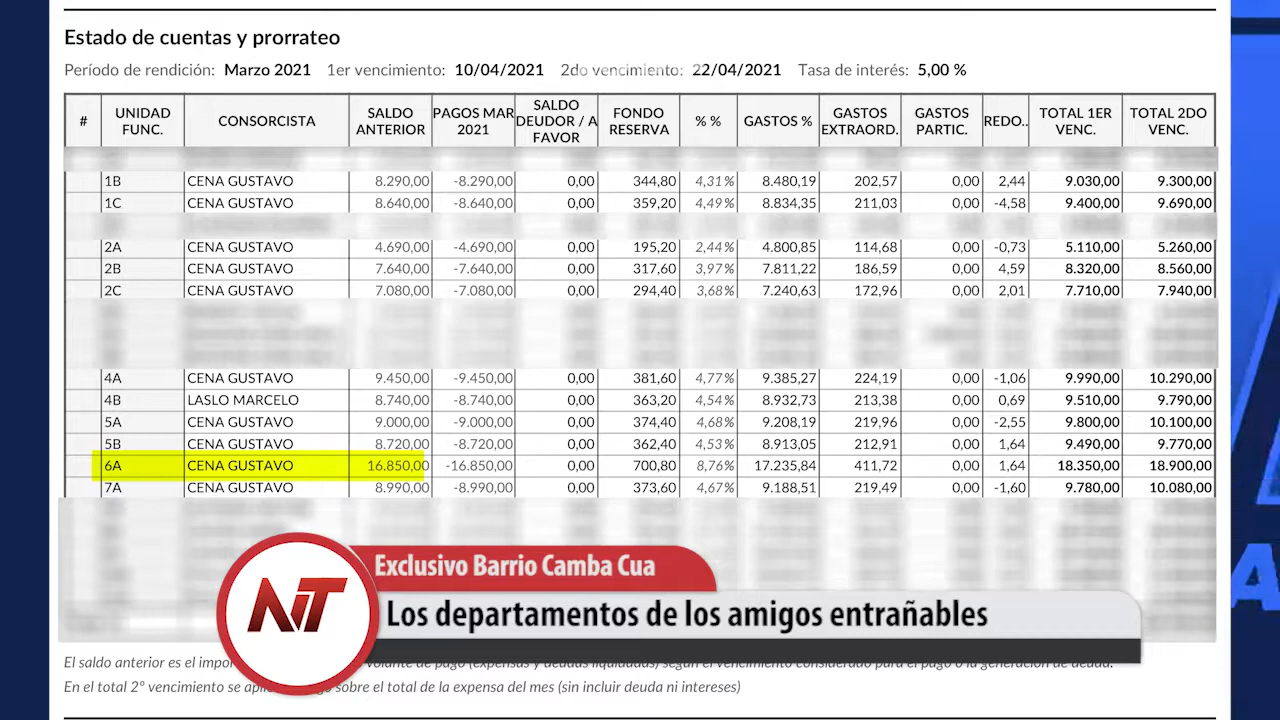 Estado de cuentas y prorrateo
Período de rendición: Marzo 2021 1er vencimiento: 10/04/2021 2do vencimiento: 22/04/2021 Tasa de interés: 5,00 %
# UNIDAD FUNC. CONSORCISTA SALDO ANTERIOR PAGOS MAR 2021 SALDO DEUDOR / A FAVOR FONDO RESERVA % % GASTOS % GASTOS EXTRAORD. GASTOS PARTIC. REDO.. TOTAL 1ER VENC. TOTAL 2DO VENC.
1B CENA GUSTAVO 8.290,00 -8.290,00 0,00 344,80 4,31% 8.480,19 202,57 0,00 2,44 9.030,00 9.300,00
1C CENA GUSTAVO 8.640,00 -8.640,00 0,00 359,20 4,49% 8.834,35 211,03 0,00 -4,58 9.400,00 9.690,00
2A CENA GUSTAVO 4.690,00 -4.690,00 0,00 195,20 2,44% 4.800,85 114,68 0,00 -0,73 5.110,00 5.260,00
2B CENA GUSTAVO 7.640,00 -7.640,00 0,00 317,60 3,97% 7.811,22 186,59 0,00 4,59 8.320,00 8.560,00
2C CENA GUSTAVO 7.080,00 -7.080,00 0,00 294,40 3,68% 7.240,63 172,96 0,00 2,01 7.710,00 7.940,00
4A CENA GUSTAVO 9.450,00 -9.450,00 0,00 381,60 4,77% 9.385,27 224,19 0,00 -1,06 9.990,00 10.290,00
4B LASLO MARCELO 8.740,00 -8.740,00 0,00 363,20 4,54% 8.932,73 213,38 0,00 0,69 9.510,00 9.790,00
5A CENA GUSTAVO 9.000,00 -9.000,00 0,00 374,40 4,68% 9.208,19 219,96 0,00 -2,55 9.800,00 10.100,00
5B CENA GUSTAVO 8.720,00 -8.720,00 0,00 362,40 4,53% 8.913,05 212,91 0,00 1,64 9.490,00 9.770,00
6A CENA GUSTAVO 16.850,00 -16.850,00 0,00 700,80 8,76% 17.235,84 411,72 0,00 1,64 18.350,00 18.900,00
7A CENA GUSTAVO 8.990,00 -8.990,00 0,00 373,60 4,67% 9.188,51 219,49 0,00 -1,60 9.780,00 10.080,00
NiT
Exclusivo Barrio Camba Cua
Los departamentos de los amigos entrañables
El saldo anterior es el volante de pago (expensas y deudas liquidadas) según el vencimiento considerado para el pago o la generación de deuda.
En el total 2º vencimiento se sobre el total de la expensa del mes (sin incluir deuda ni intereses)